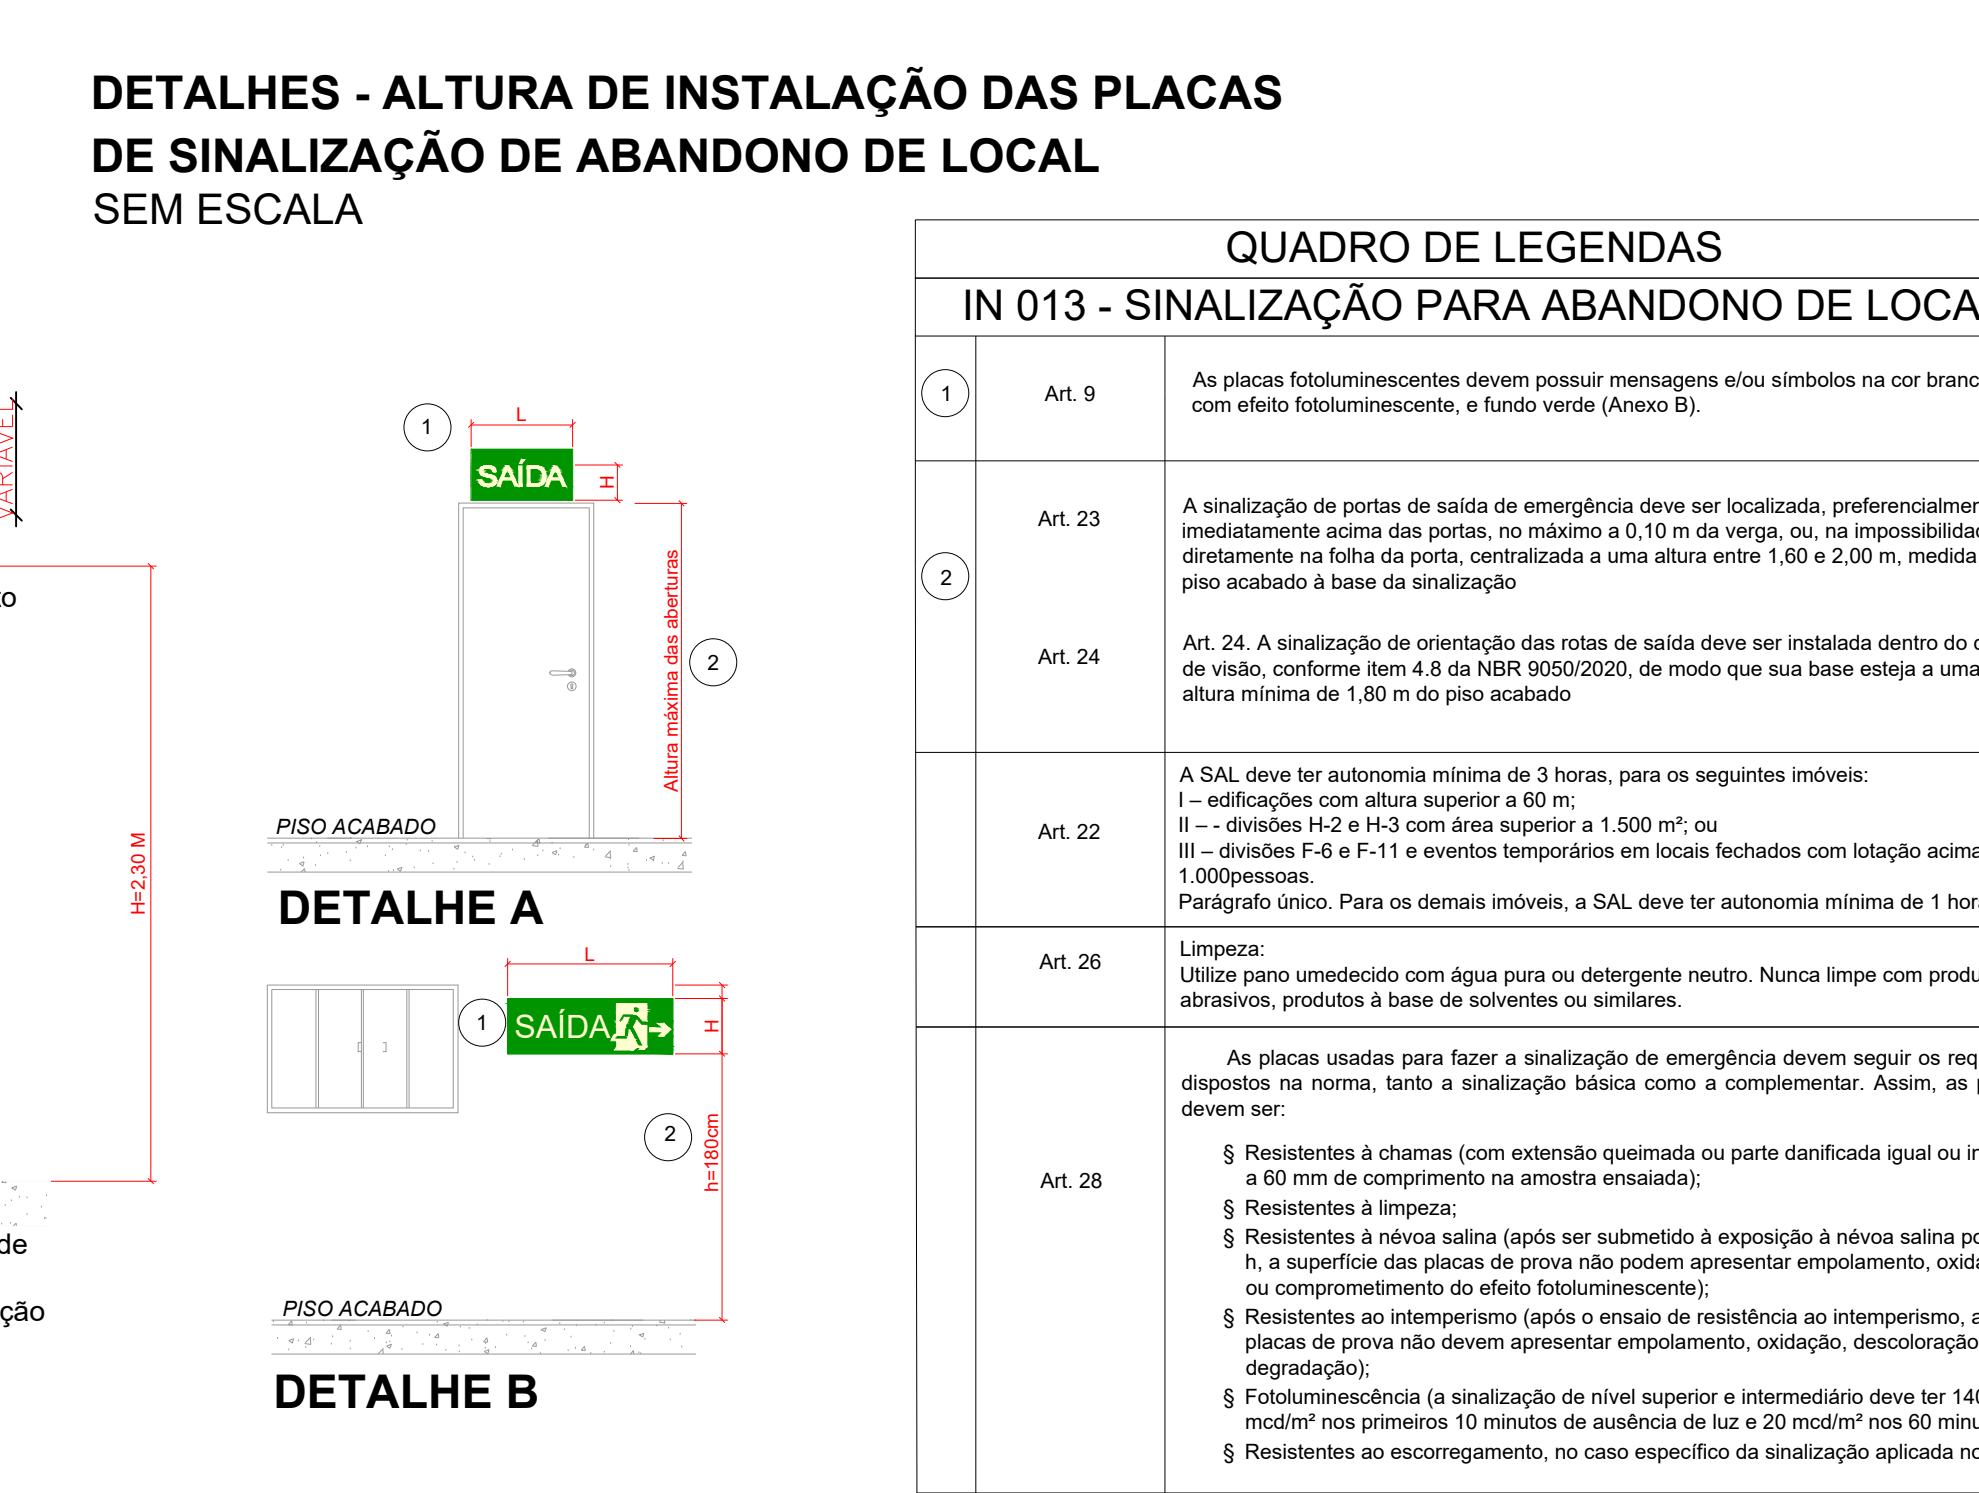 DETALHES - ALTURA DE INSTALAÇÃO DAS PLACAS
DE SINALIZAÇÃO DE ABANDONO DE LOCAL
SEM ESCALA
VARIÁVEL
to
H=2,30 M
de
ção
1
L
SAÍDA
H
Altura máxima das aberturas
2
PISO ACABADO
DETALHE A
L
1
SAÍDA
H
2
h=180cm
PISO ACABADO
DETALHE B
QUADRO DE LEGENDAS
IN 013 - SINALIZAÇÃO PARA ABANDONO DE LOCA
1
Art. 9
As placas fotoluminescentes devem possuir mensagens e/ou símbolos na cor branc
com efeito fotoluminescente, e fundo verde (Anexo B).
2
Art. 23
A sinalização de portas de saída de emergência deve ser localizada, preferencialmen
imediatamente acima das portas, no máximo a 0,10 m da verga, ou, na impossibilidad
diretamente na folha da porta, centralizada a uma altura entre 1,60 e 2,00 m, medida
piso acabado à base da sinalização
Art. 24
Art. 24. A sinalização de orientação das rotas de saída deve ser instalada dentro do c
de visão, conforme item 4.8 da NBR 9050/2020, de modo que sua base esteja a uma
altura mínima de 1,80 m do piso acabado
Art. 22
A SAL deve ter autonomia mínima de 3 horas, para os seguintes imóveis:
I – edificações com altura superior a 60 m;
II – - divisões H-2 e H-3 com área superior a 1.500 m²; ou
III – divisões F-6 e F-11 e eventos temporários em locais fechados com lotação acima
1.000pessoas.
Parágrafo único. Para os demais imóveis, a SAL deve ter autonomia mínima de 1 hora
Art. 26
Limpeza:
Utilize pano umedecido com água pura ou detergente neutro. Nunca limpe com produ
abrasivos, produtos à base de solventes ou similares.
Art. 28
As placas usadas para fazer a sinalização de emergência devem seguir os req
dispostos na norma, tanto a sinalização básica como a complementar. Assim, as p
devem ser:
§ Resistentes à chamas (com extensão queimada ou parte danificada igual ou in
a 60 mm de comprimento na amostra ensaiada);
§ Resistentes à limpeza;
§ Resistentes à névoa salina (após ser submetido à exposição à névoa salina po
h, a superfície das placas de prova não podem apresentar empolamento, oxida
ou comprometimento do efeito fotoluminescente);
§ Resistentes ao intemperismo (após o ensaio de resistência ao intemperismo, a
placas de prova não devem apresentar empolamento, oxidação, descoloração
degradação);
§ Fotoluminescência (a sinalização de nível superior e intermediário deve ter 140
mcd/m² nos primeiros 10 minutos de ausência de luz e 20 mcd/m² nos 60 minu
§ Resistentes ao escorregamento, no caso específico da sinalização aplicada no